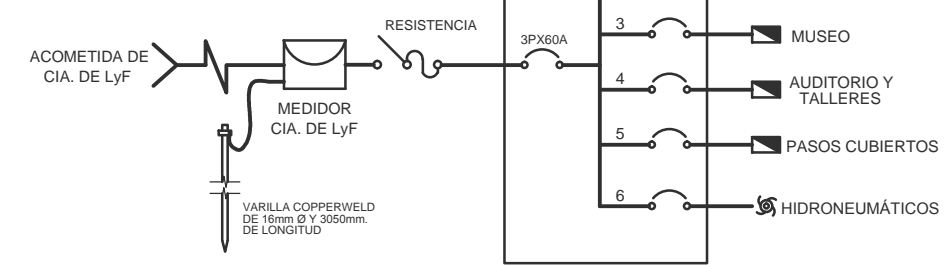 RESISTENCIA
ACOMETIDA DE
CIA. DE LyF
MEDIDOR
CIA. DE LyF
VARILLA COPPERWELD
DE 16mm Ø Y 3050mm.
DE LONGITUD
3PX60A
3
MUSEO
4
AUDITORIO Y
TALLERES
5
PASOS CUBIERTOS
6
HIDRONEUMÁTICOS